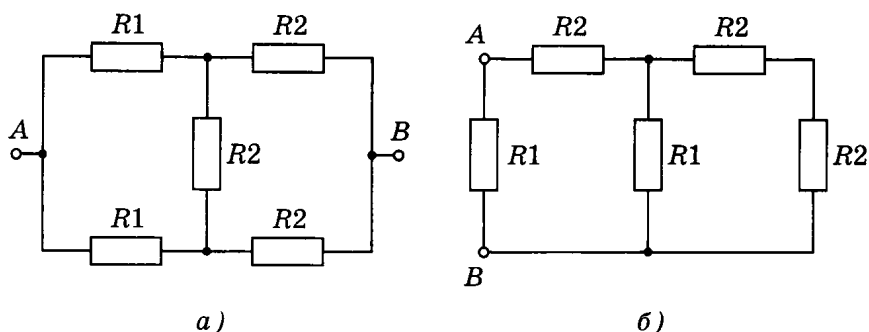 R1 R2
A B
R2
R1 R2
а)
R2 R2
A
R1 R1 R2
B
б)